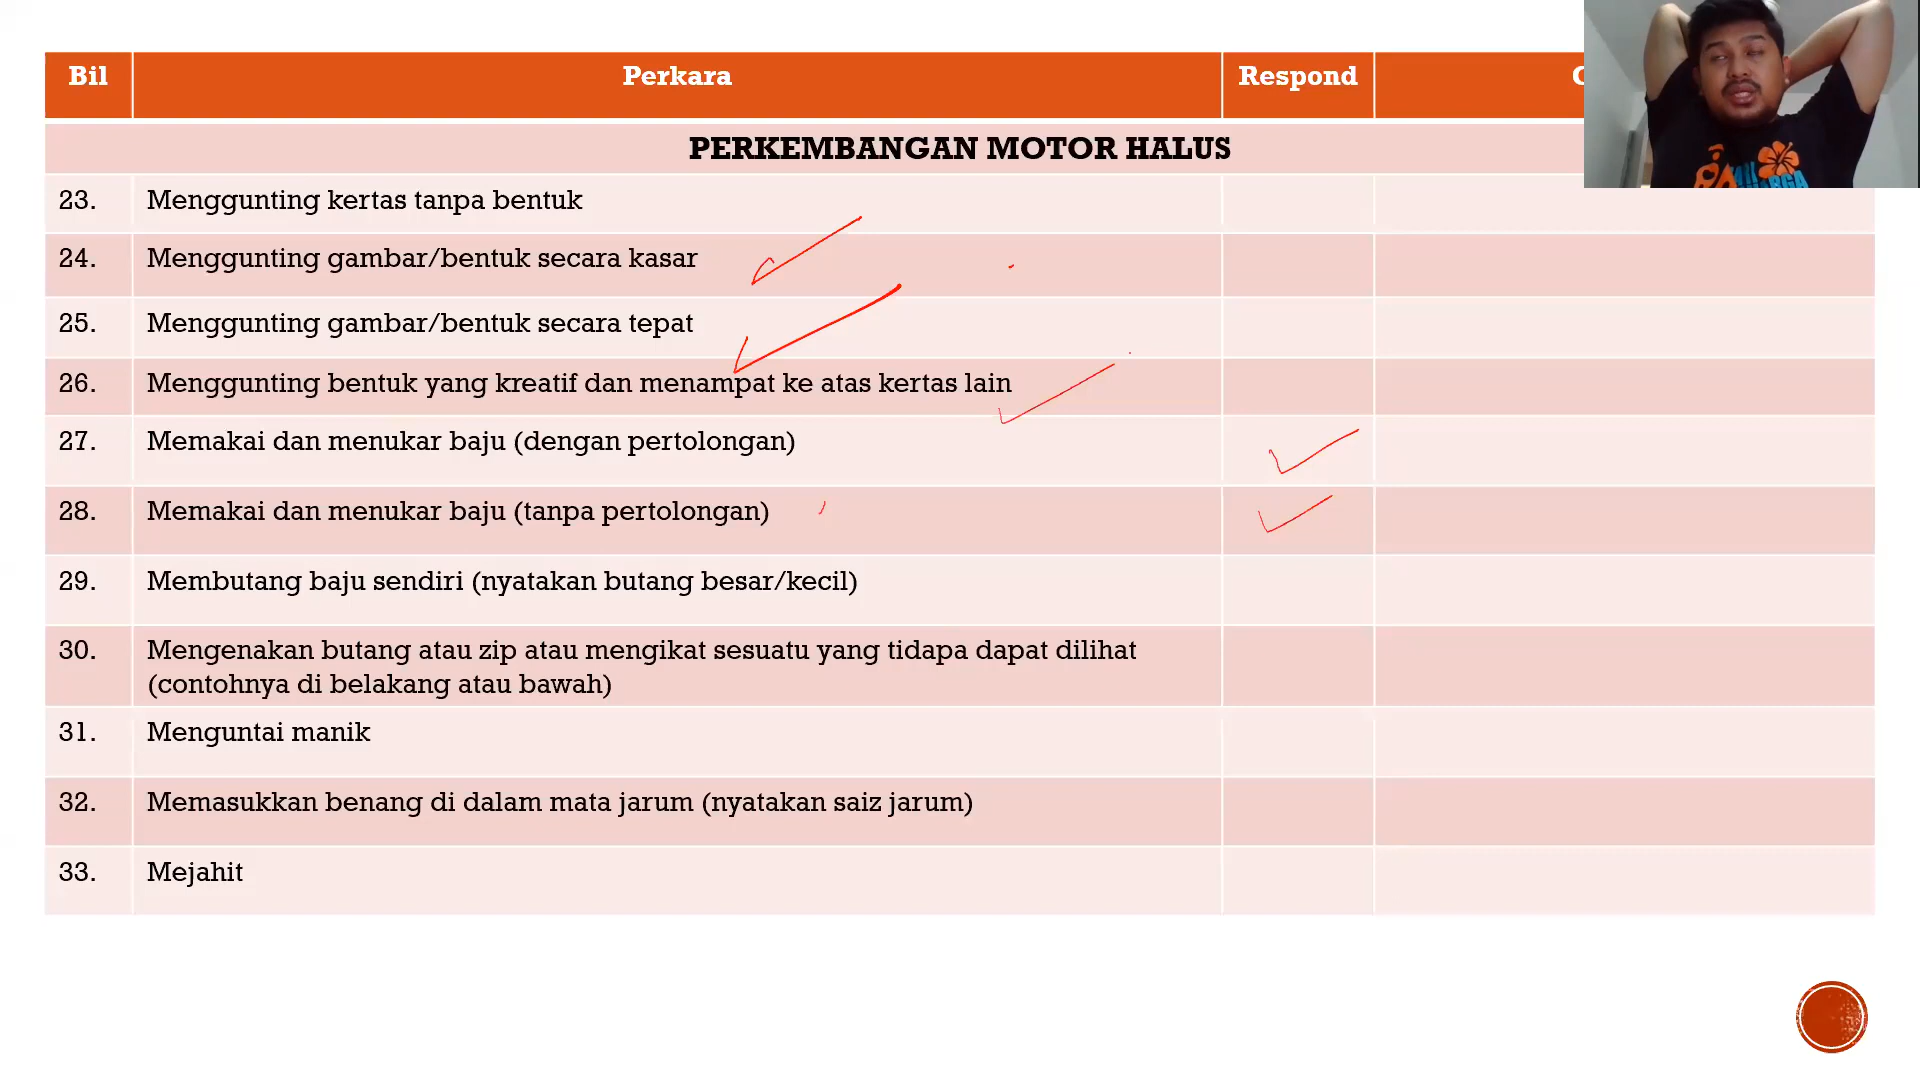 Bil Perkara Respond C
PERKEMBANGAN MOTOR HALUS
23. Menggunting kertas tanpa bentuk
24. Menggunting gambar/bentuk secara kasar
25. Menggunting gambar/bentuk secara tepat
26. Menggunting bentuk yang kreatif dan menampat ke atas kertas lain
27. Memakai dan menukar baju (dengan pertolongan)
28. Memakai dan menukar baju (tanpa pertolongan)
29. Membutang baju sendiri (nyatakan butang besar/kecil)
30. Mengenakan butang atau zip atau mengikat sesuatu yang tidapa dapat dilihat
(contohnya di belakang atau bawah)
31. Menguntai manik
32. Memasukkan benang di dalam mata jarum (nyatakan saiz jarum)
33. Mejahit